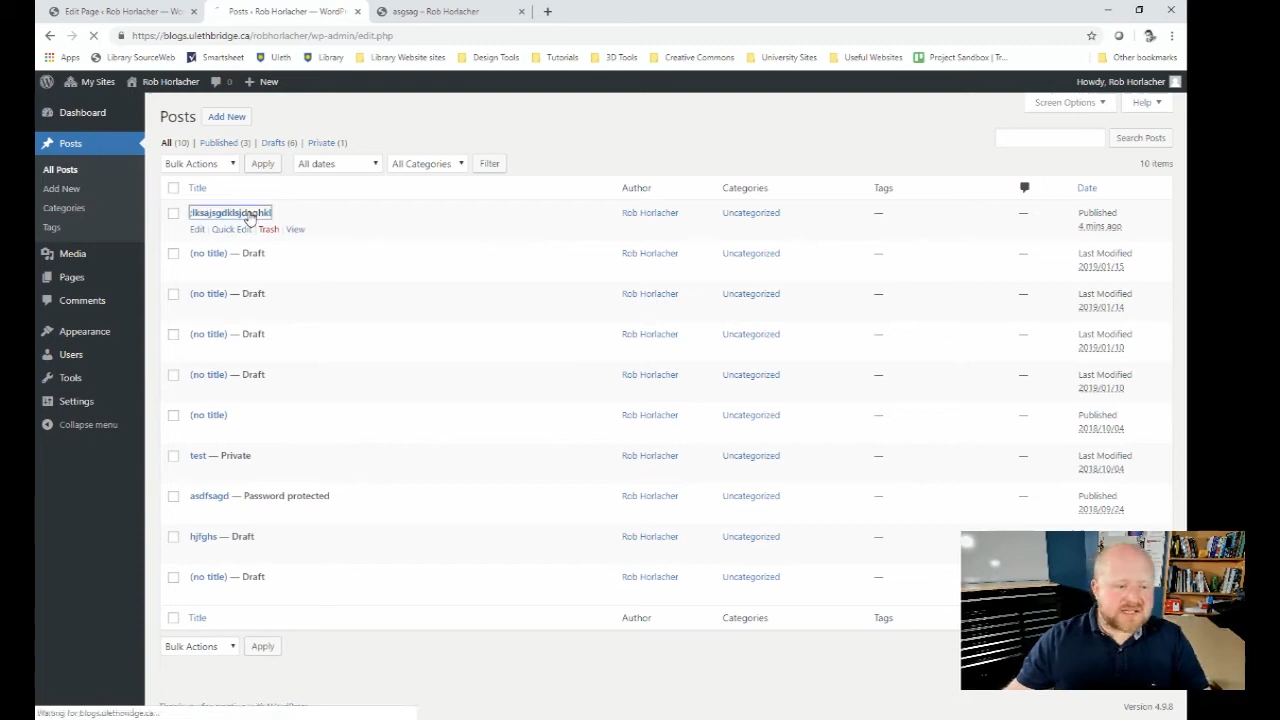 Edit Page ‹ Rob Horlacher — Wo
Posts ‹ Rob Horlacher — WordPr
asgsag – Rob Horlacher
https://blogs.ulethbridge.ca/robhorlacher/wp-admin/edit.php
Apps Library SourceWeb Smartsheet Uleth Library Library Website sites Design Tools Tutorials 3D Tools Creative Commons University Sites Useful Websites Project Sandbox | Tr... Other bookmarks
My Sites Rob Horlacher 0 New Howdy, Rob Horlacher
Dashboard
Posts
All Posts
Add New
Categories
Tags
Media
Pages
Comments
Appearance
Users
Tools
Settings
Collapse menu
Screen Options Help
Posts Add New
All (10) | Published (3) | Drafts (6) | Private (1)
Search Posts
Bulk Actions Apply All dates All Categories Filter 10 items
Title Author Categories Tags Date
Rob Horlacher Uncategorized — — Published
Edit | Quick Edit | Trash | View 4 mins ago
(no title) — Draft Rob Horlacher Uncategorized — — Last Modified
2019/01/15
(no title) — Draft Rob Horlacher Uncategorized — — Last Modified
2019/01/14
(no title) — Draft Rob Horlacher Uncategorized — — Last Modified
2019/01/10
(no title) — Draft Rob Horlacher Uncategorized — — Last Modified
2019/01/10
(no title) Rob Horlacher Uncategorized — — Published
2018/10/04
test — Private Rob Horlacher Uncategorized — — Last Modified
2018/10/04
asdfsagd — Password protected Rob Horlacher Uncategorized — — Published
2018/09/24
hjfghs — Draft Rob Horlacher Uncategorized —
(no title) — Draft Rob Horlacher Uncategorized —
Title Author Categories Tags
Bulk Actions Apply
Version 4.9.8
Waiting for blogs.ulethbridge.ca...